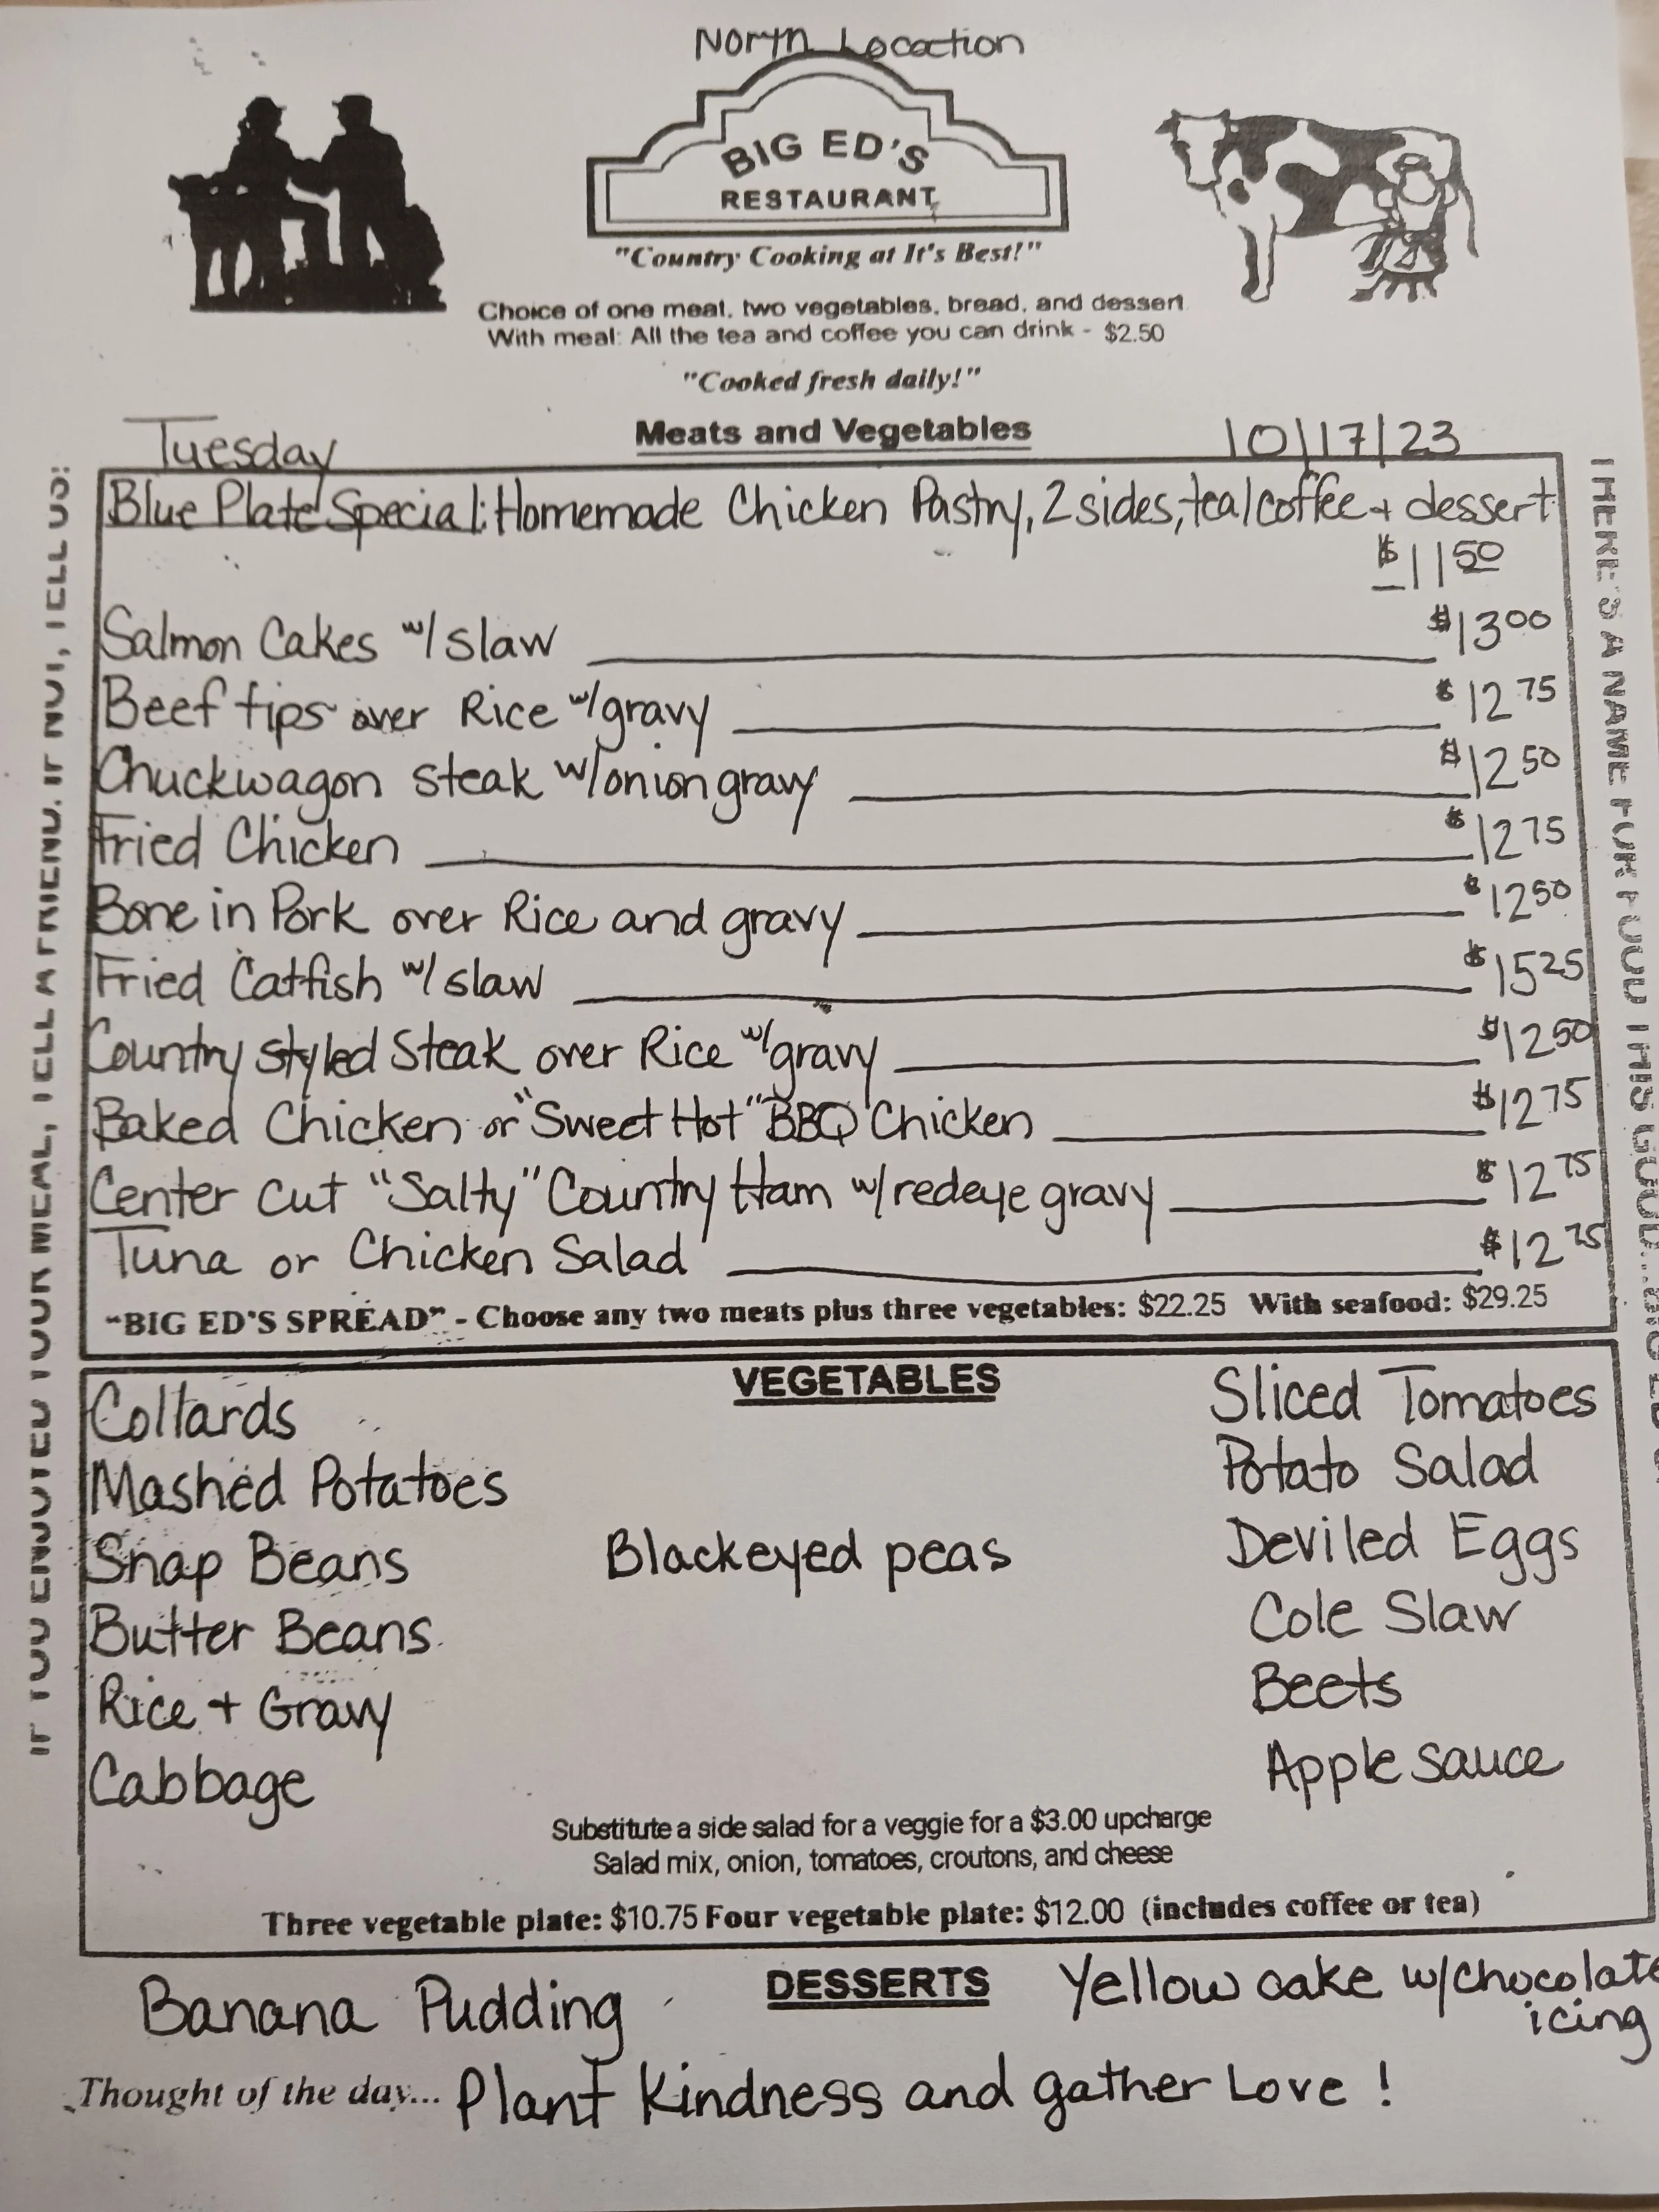 North Location
BIG ED'S
RESTAURANT
"Country Cooking at It's Best!"
Choice of one meat, two vegetables, bread, and dessert
With meal: All the tea and coffee you can drink - $2.50
"Cooked fresh daily!"
Tuesday
Meats and Vegetables
10/17/23
Blue Plate Special: Homemade Chicken Pastry, 2 sides, tea/coffee + dessert
$11 50
Salmon Cakes w/ slaw $13 00
Beef tips over Rice w/gravy $12 75
Chuckwagon steak w/onion gravy $12 50
Fried Chicken $12 75
Bone in Pork over Rice and gravy $12 50
Fried Catfish w/ slaw $15 25
Country styled Steak over Rice w/gravy $12 50
Baked Chicken or "Sweet Hot" BBQ Chicken $12 75
Center Cut "Salty" Country Ham w/redeye gravy $12 75
Tuna or Chicken Salad $12 75
"BIG ED'S SPREAD" - Choose any two meats plus three vegetables: $22.25 With seafood: $29.25
VEGETABLES
Collards
Mashed Potatoes
Snap Beans
Butter Beans
Rice + Gravy
Cabbage
Blackeyed peas
Sliced Tomatoes
Potato Salad
Deviled Eggs
Cole Slaw
Beets
Apple sauce
Substitute a side salad for a veggie for a $3.00 upcharge
Salad mix, onion, tomatoes, croutons, and cheese
Three vegetable plate: $10.75 Four vegetable plate: $12.00 (includes coffee or tea)
DESSERTS
Banana Pudding
Yellow cake w/chocolate
icing
Thought of the day... Plant Kindness and gather Love !
IF YOU ENJOYED YOUR MEAL, TELL A FRIEND. IF NOT, TELL US!
THERE'S A NAME FOR FOOD THIS GOOD...